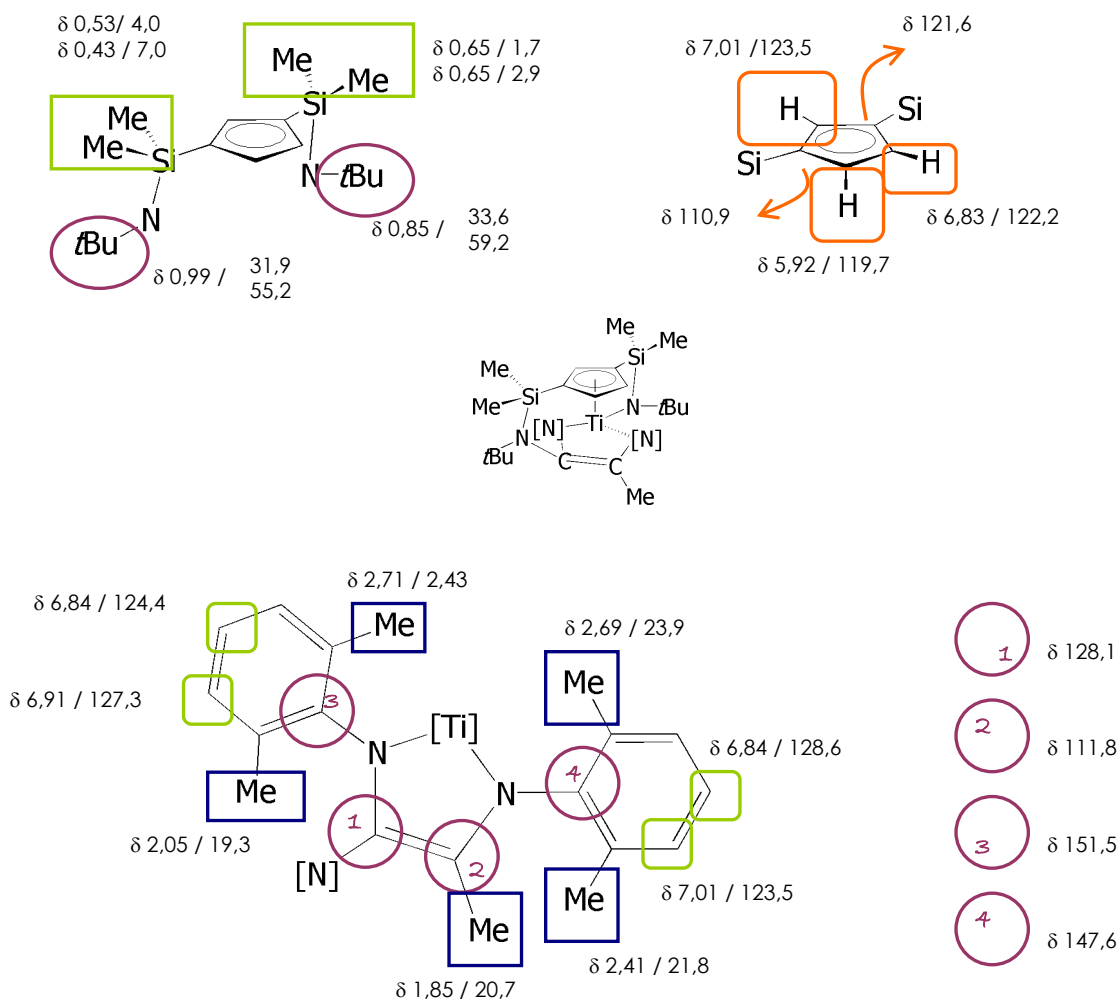 δ 0,53/ 4,0
δ 0,43 / 7,0
δ 0,65 / 1,7
δ 0,65 / 2,9
Me
Me
Si
Me
Me
Si
N
tBu
N
tBu
δ 0,85 /
33,6
59,2
δ 0,99 /
31,9
55,2
δ 121,6
δ 7,01 /123,5
H
Si
Si
H
H
δ 110,9
δ 6,83 / 122,2
δ 5,92 / 119,7
Me
Me
Si
Me
Me
Si
N
tBu
Ti
[N]
N
[N]
tBu
C
C
Me
δ 6,84 / 124,4
δ 2,71 / 2,43
Me
δ 2,69 / 23,9
Me
δ 6,91 / 127,3
3
N
[Ti]
4
δ 6,84 / 128,6
Me
N
δ 2,05 / 19,3
1
2
[N]
Me
Me
δ 7,01 / 123,5
δ 2,41 / 21,8
δ 1,85 / 20,7
1
δ 128,1
2
δ 111,8
3
δ 151,5
4
δ 147,6